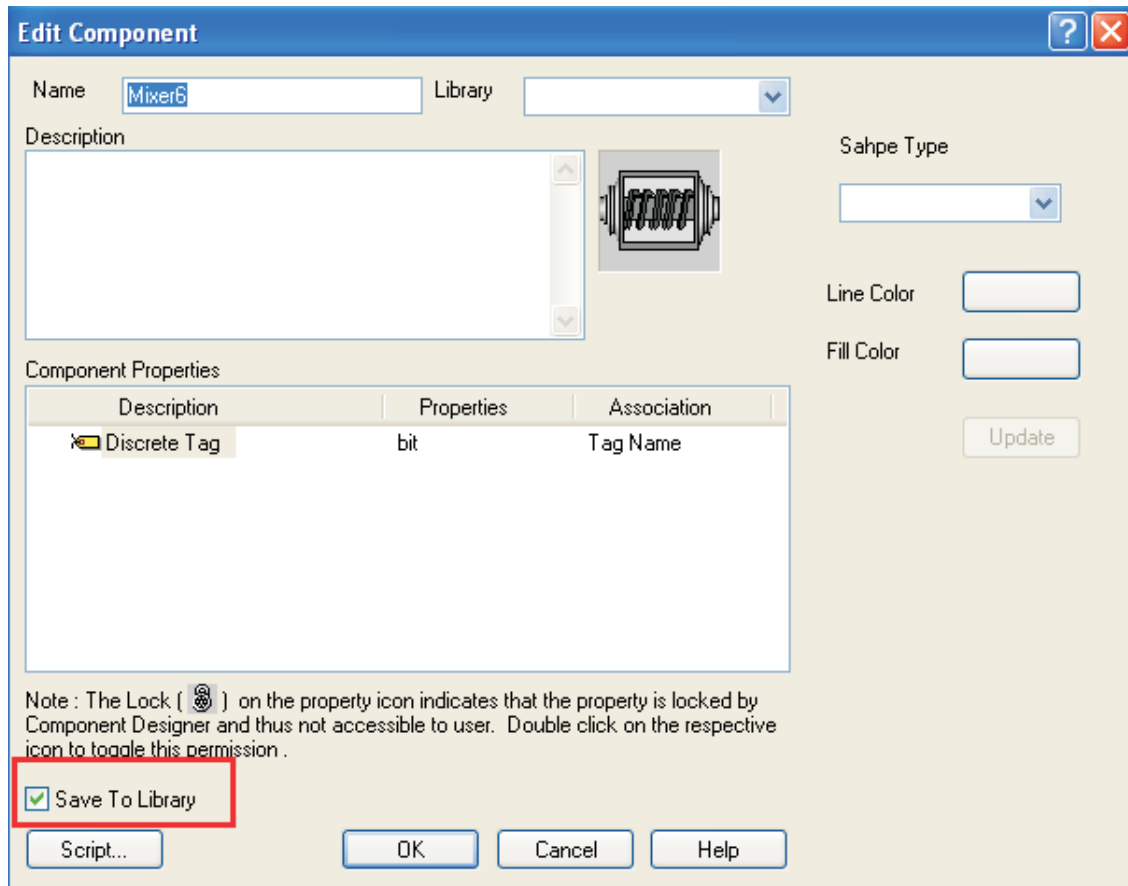 Edit Component
Name Mixer6 Library
Description
Sahpe Type
Line Color
Fill Color
Component Properties
Description Properties Association
Discrete Tag bit Tag Name
Update
Note : The Lock ( ) on the property icon indicates that the property is locked by
Component Designer and thus not accessible to user. Double click on the respective
icon to toggle this permission .
Save To Library
Script... OK Cancel Help